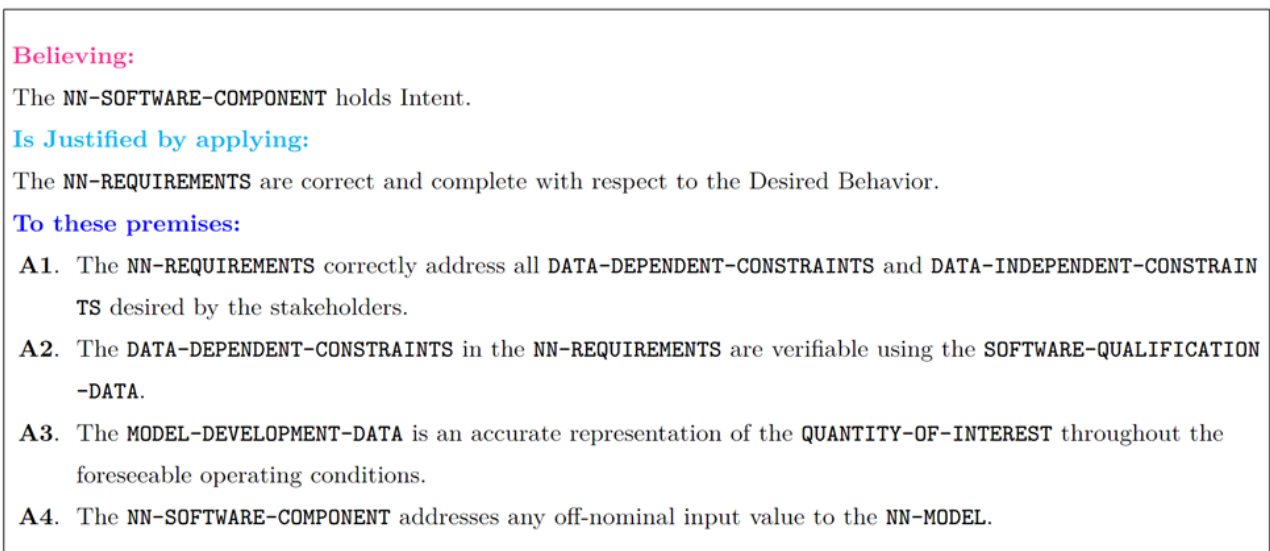 Believing:
The NN-SOFTWARE-COMPONENT holds Intent.
Is Justified by applying:
The NN-REQUIREMENTS are correct and complete with respect to the Desired Behavior.
To these premises:
A1. The NN-REQUIREMENTS correctly address all DATA-DEPENDENT-CONSTRAINTS and DATA-INDEPENDENT-CONSTRAIN
TS desired by the stakeholders.
A2. The DATA-DEPENDENT-CONSTRAINTS in the NN-REQUIREMENTS are verifiable using the SOFTWARE-QUALIFICATION
-DATA.
A3. The MODEL-DEVELOPMENT-DATA is an accurate representation of the QUANTITY-OF-INTEREST throughout the
foreseeable operating conditions.
A4. The NN-SOFTWARE-COMPONENT addresses any off-nominal input value to the NN-MODEL.